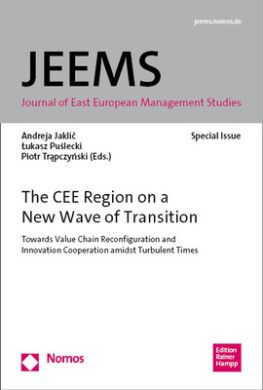 jeems.nomos.de
JEEMS
Journal of East European Management Studies
Andreja Jaklič
Special Issue
Łukasz Puślecki
Piotr Trąpczyński (Eds.)
The CEE Region on a
New Wave of Transition
Towards Value Chain Reconfiguration and
Innovation Cooperation amidst Turbulent Times
Nomos
Edition
Rainer
Hampp